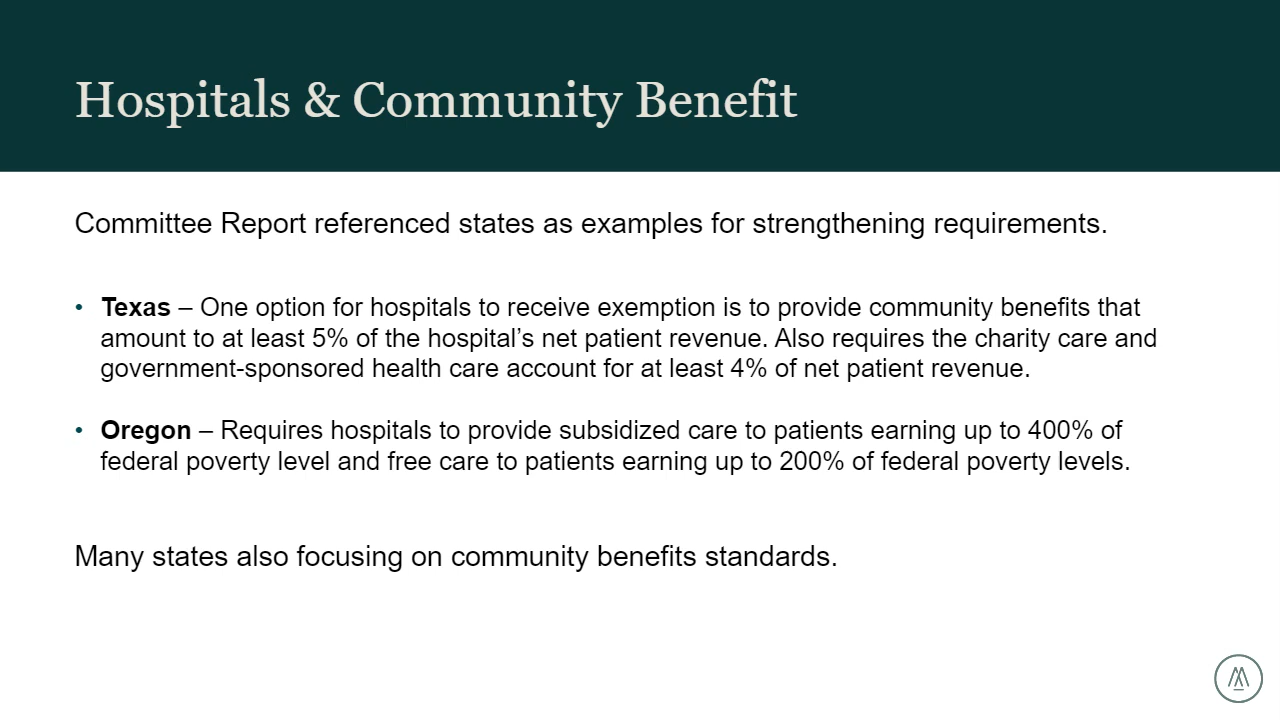 Hospitals & Community Benefit
Committee Report referenced states as examples for strengthening requirements.
• Texas – One option for hospitals to receive exemption is to provide community benefits that
amount to at least 5% of the hospital’s net patient revenue. Also requires the charity care and
government-sponsored health care account for at least 4% of net patient revenue.
• Oregon – Requires hospitals to provide subsidized care to patients earning up to 400% of
federal poverty level and free care to patients earning up to 200% of federal poverty levels.
Many states also focusing on community benefits standards.